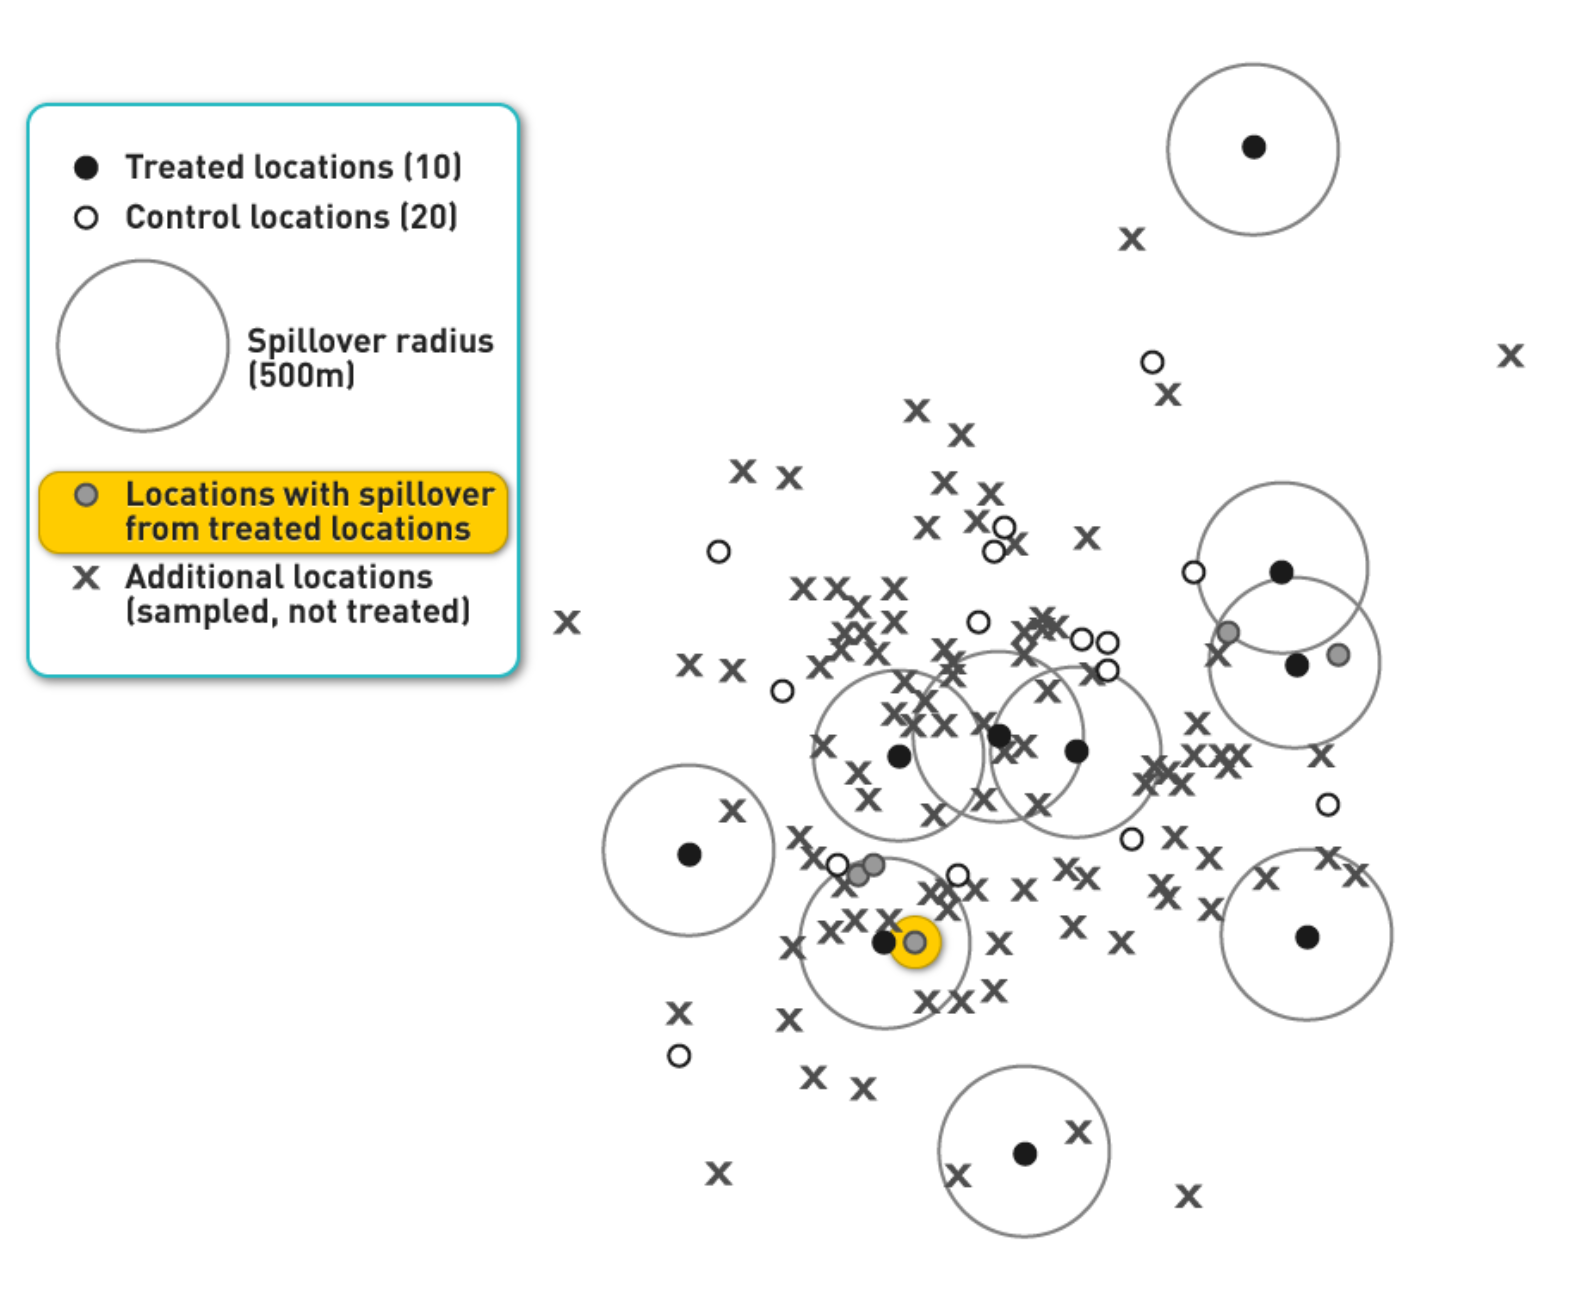 Treated locations (10)
Control locations (20)
Spillover radius
(500m)
Locations with spillover
from treated locations
Additional locations
(sampled, not treated)